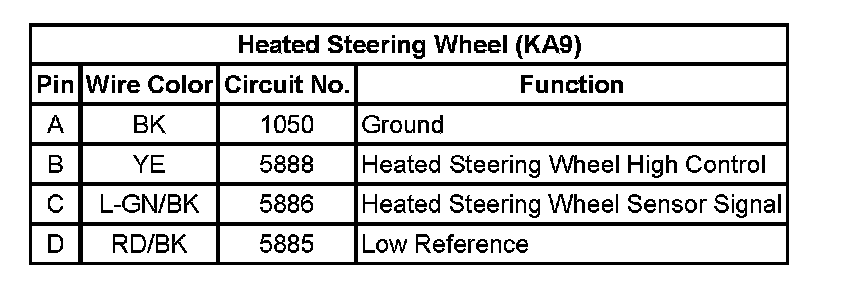 Heated Steering Wheel (KA9)
Pin Wire Color Circuit No. Function
A BK 1050 Ground
B YE 5888 Heated Steering Wheel High Control
C L-GN/BK 5886 Heated Steering Wheel Sensor Signal
D RD/BK 5885 Low Reference